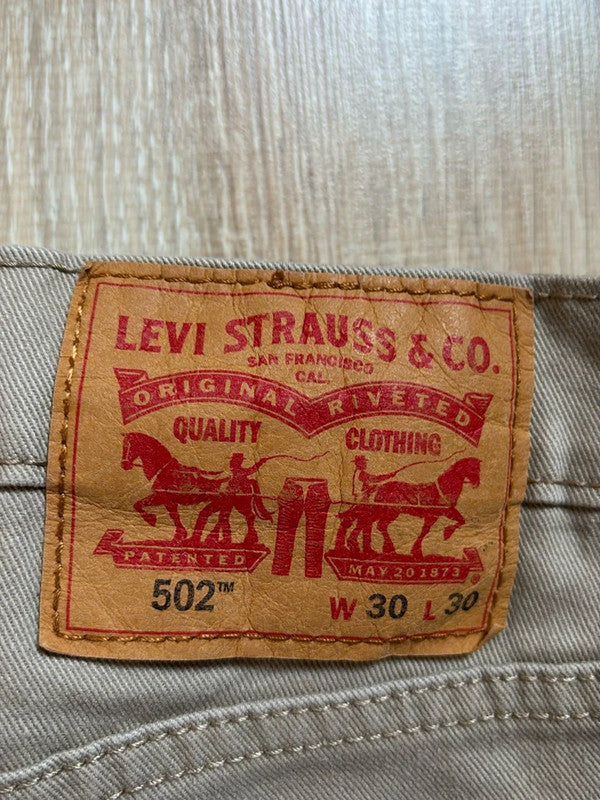 LEVI STRAUSS & CO.
SAN FRANCISCO
CAL.
ORIGINAL RIVETED
QUALITY CLOTHING
PATENTED MAY 20 1873 ®
502™ W 30 L 30